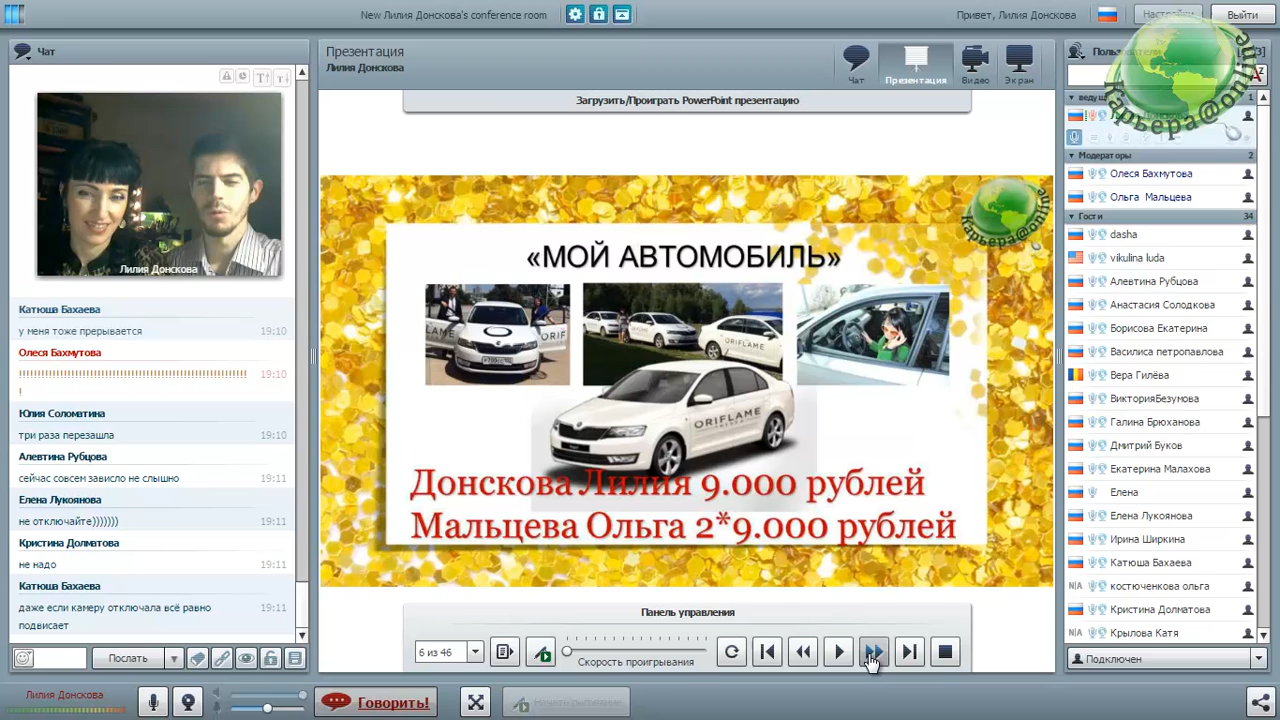 New Лилия Донскова's conference room
Привет, Лилия Донскова
Настройки
Выйти
Чат
Лилия Донскова
Катюша Бахаева
у меня тоже прерывается 19:10
Олеся Бахмутова
!!!!!!!!!!!!!!!!!!!!!!!!!!!!!!!!!!!!!!!!!!!!!!!!!!!!!!!! 19:10
!
Юлия Соломатина
три раза перезашла 19:10
Алевтина Рубцова
сейчас совсем зависло не слышно 19:11
Елена Лукоянова
не отключайте))))))) 19:11
Кристина Долматова
не надо 19:11
Катюша Бахаева
даже если камеру отключала всё равно 19:11
подвисает
Послать
Презентация
Лилия Донскова
Чат
Презентация
Видео
Экран
Загрузить/Проиграть PowerPoint презентацию
Карьера@online
«МОЙ АВТОМОБИЛЬ»
ORIFLAME
ORIFLAME
Донскова Лилия 9.000 рублей
Мальцева Ольга 2*9.000 рублей
Панель управления
6 из 46
Скорость проигрывания
Карьера@online
Модераторы 2
Олеся Бахмутова
Ольга Мальцева
Гости 34
dasha
vikulina luda
Алевтина Рубцова
Анастасия Солодкова
Борисова Екатерина
Василиса петропавлова
Вера Гилёва
ВикторияБезумова
Галина Брюханова
Дмитрий Буков
Екатерина Малахова
Елена
Елена Лукоянова
Ирина Ширкина
Катюша Бахаева
N/A костюченкова ольга
Кристина Долматова
N/A Крылова Катя
Подключен
Лилия Донскова
Говорить!